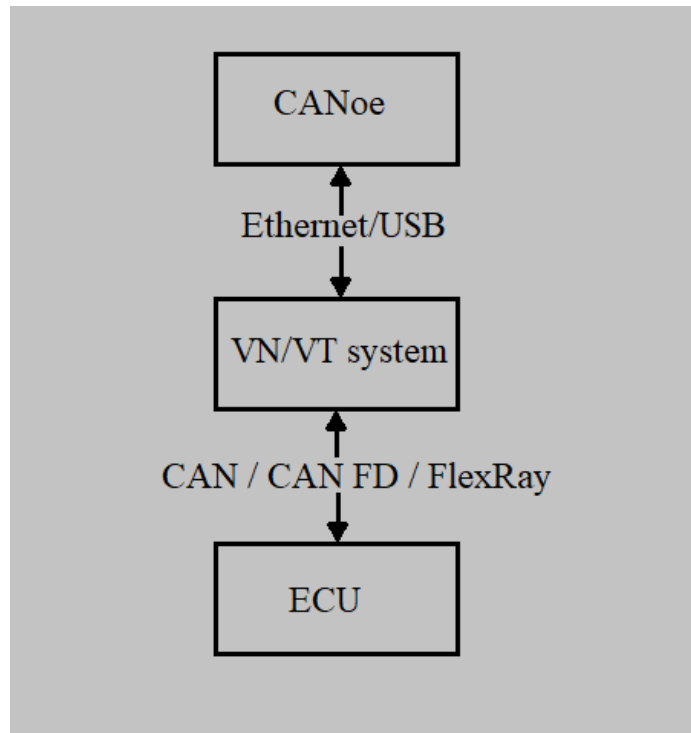 CANoe
Ethernet/USB
VN/VT system
CAN / CAN FD / FlexRay
ECU